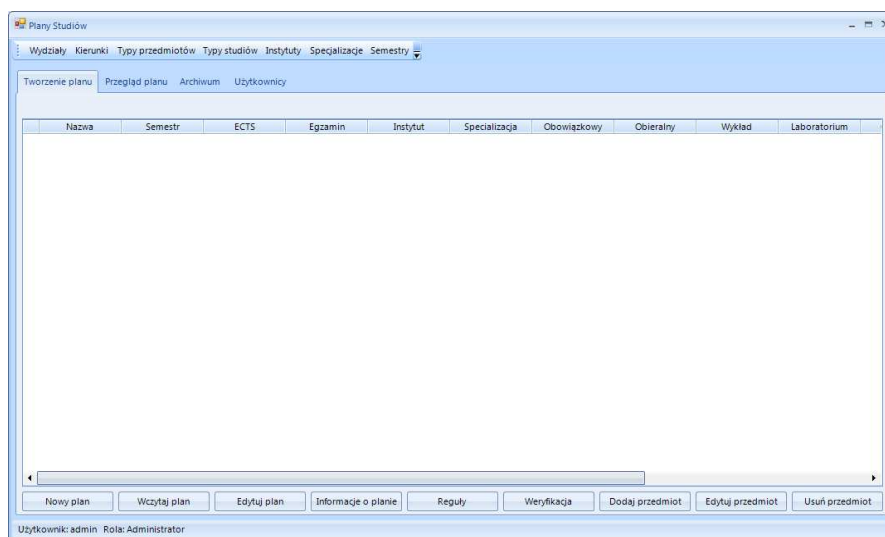 Plany Studiów
Wydziały Kierunki Typy przedmiotów Typy studiów Instytuty Specjalizacje Semestry
Tworzenie planu Przegląd planu Archiwum Użytkownicy
Nazwa Semestr ECTS Egzamin Instytut Specializacja Obowiązkowy Obieralny Wykład Laboratorium
Nowy plan Wczytaj plan Edytuj plan Informacje o planie Reguły Weryfikacja Dodaj przedmiot Edytuj przedmiot Usuń przedmiot
Użytkownik: admin Rola: Administrator